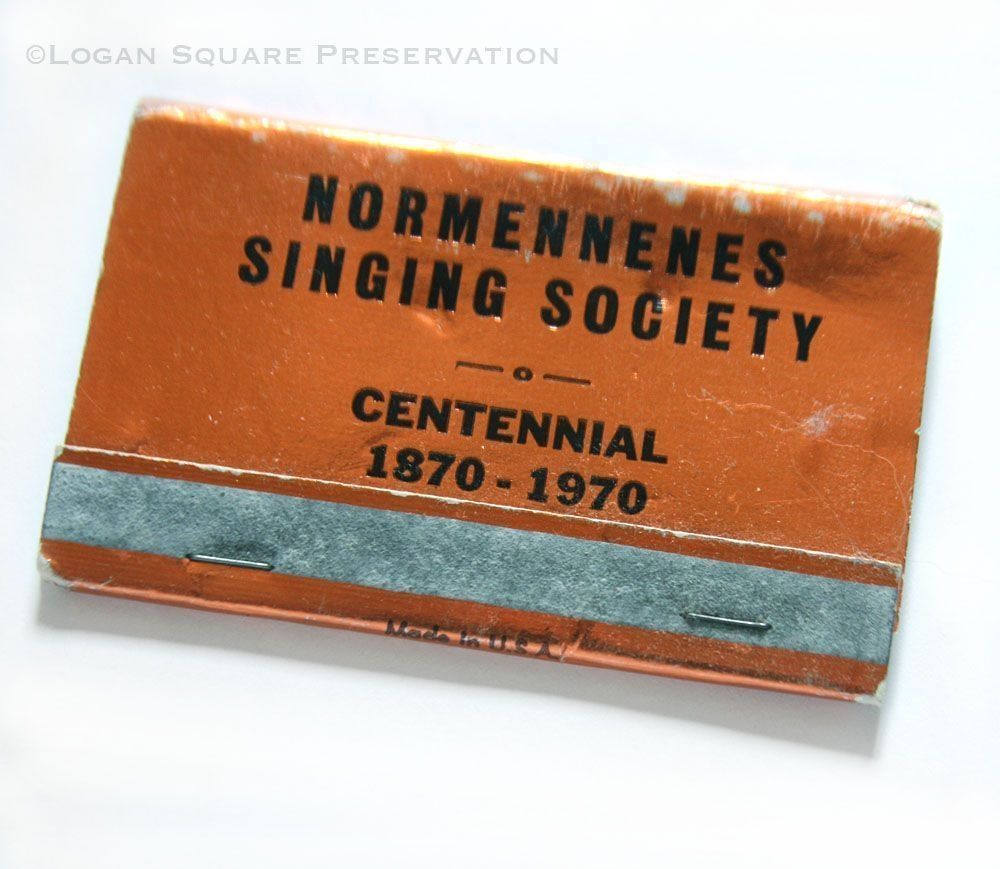 ©Logan Square Preservation
NORMENNENES
SINGING SOCIETY
CENTENNIAL
1870 - 1970
Made In U.S.A.